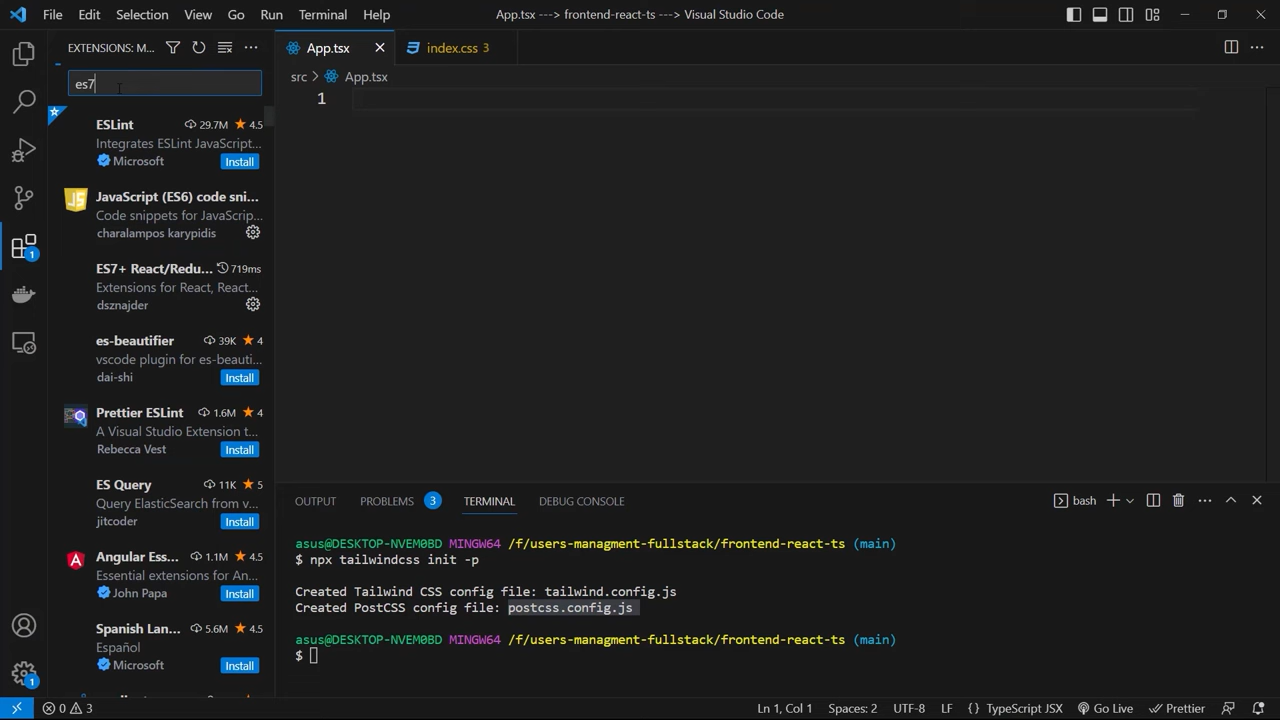 File Edit Selection View Go Run Terminal Help
App.tsx ---> frontend-react-ts ---> Visual Studio Code
EXTENSIONS: M...
App.tsx
index.css 3
es7
src > App.tsx
1
ESLint 29.7M 4.5
Integrates ESLint JavaScript...
Microsoft Install
JS
JavaScript (ES6) code sni...
Code snippets for JavaScrip...
charalampos karypidis
ES7+ React/Redu... 719ms
Extensions for React, React...
dsznajder
es-beautifier 39K 4
vscode plugin for es-beauti...
dai-shi Install
Prettier ESLint 1.6M 4
A Visual Studio Extension t...
Rebecca Vest Install
ES Query 11K 5
Query ElasticSearch from v...
jitcoder Install
A
Angular Ess... 1.1M 4.5
Essential extensions for An...
John Papa Install
Spanish Lan... 5.6M 4.5
Español
Microsoft Install
1
1
OUTPUT PROBLEMS 3 TERMINAL DEBUG CONSOLE
bash
asus@DESKTOP-NVEM0BD MINGW64 /f/users-managment-fullstack/frontend-react-ts (main)
$ npx tailwindcss init -p
Created Tailwind CSS config file: tailwind.config.js
Created PostCSS config file: postcss.config.js
asus@DESKTOP-NVEM0BD MINGW64 /f/users-managment-fullstack/frontend-react-ts (main)
$
0 3
Ln 1, Col 1 Spaces: 2 UTF-8 LF {} TypeScript JSX Go Live Prettier